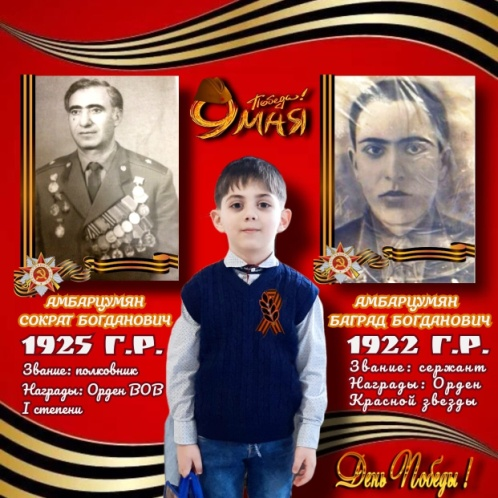 Победы!
9 МАЯ
АМБАРЦУМЯН
СОКРАТ БОГДАНОВИЧ
1925 Г.Р.
Звание: полковник
Награды: Орден ВОВ
I степени
АМБАРЦУМЯН
БАГРАД БОГДАНОВИЧ
1922 Г.Р.
Звание: сержант
Награды: Орден
Красной звезды
День Победы!